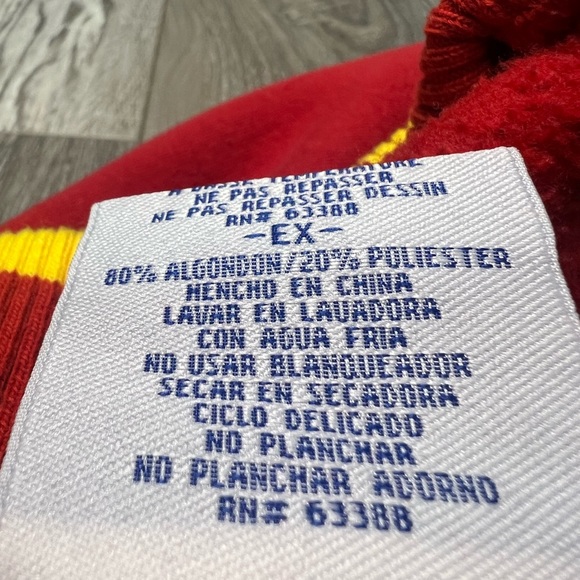 À BASSE TEMPERATURE
NE PAS REPASSER
NE PAS REPASSER DESSIN
RN# 63388
-EX-
80% ALGONDON/20% POLIESTER
HENCHO EN CHINA
LAVAR EN LAVADORA
CON AGUA FRIA
NO USAR BLANQUEADOR
SECAR EN SECADORA
CICLO DELICADO
NO PLANCHAR
NO PLANCHAR ADORNO
RN# 63388